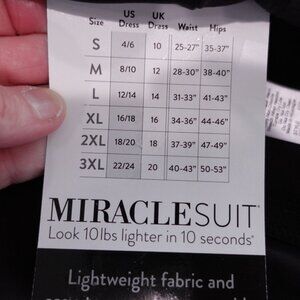 Size US Dress UK Dress Waist Hips
S 4/6 10 25-27" 35-37"
M 8/10 12 28-30" 38-40"
L 12/14 14 31-33" 41-43"
XL 16/18 16 34-36" 44-46"
2XL 18/20 18 37-39" 47-49"
3XL 22/24 20 40-43" 50-53"
MIRACLESUIT®
Look 10 lbs lighter in 10 seconds®
Lightweight fabric and